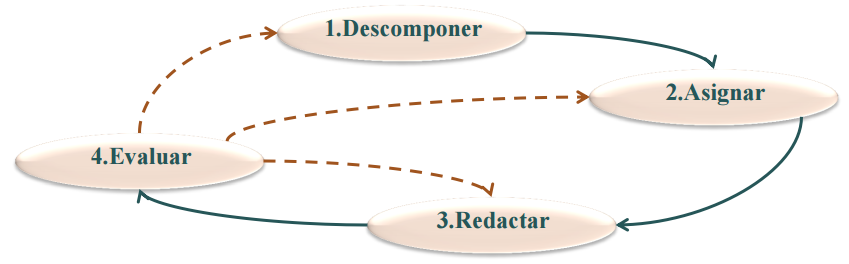 1.Descomponer
2.Asignar
4.Evaluar
3.Redactar